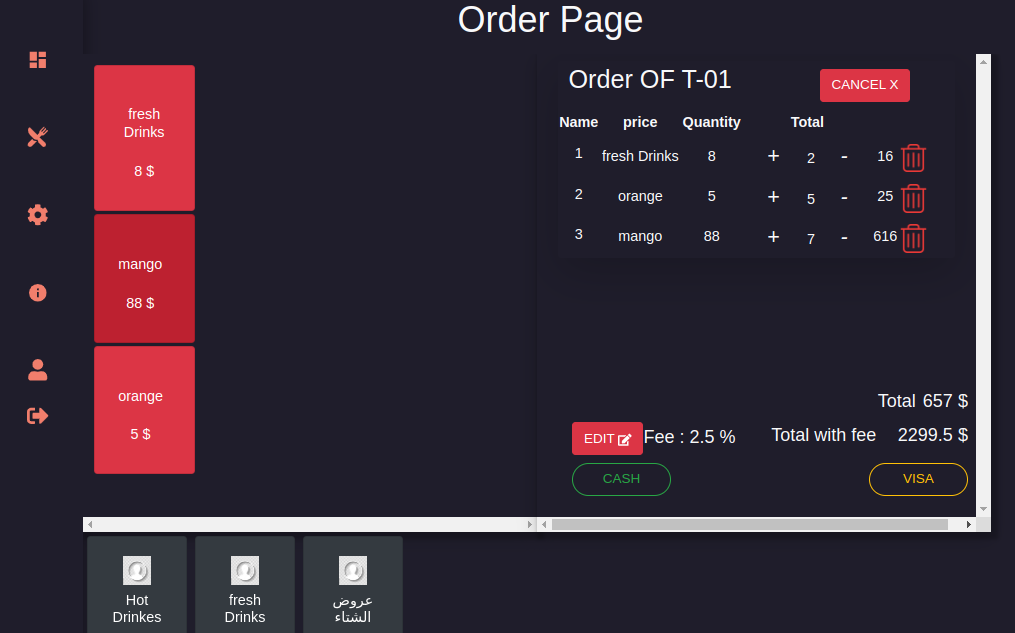 Order Page
fresh
Drinks
8 $
mango
88 $
orange
5 $
Order OF T-01
CANCEL X
Name price Quantity Total
1 fresh Drinks 8 + 2 - 16
2 orange 5 + 5 - 25
3 mango 88 + 7 - 616
Total 657 $
EDIT Fee : 2.5 % Total with fee 2299.5 $
CASH VISA
Hot
Drinkes
fresh
Drinks
عروض
الشتاء